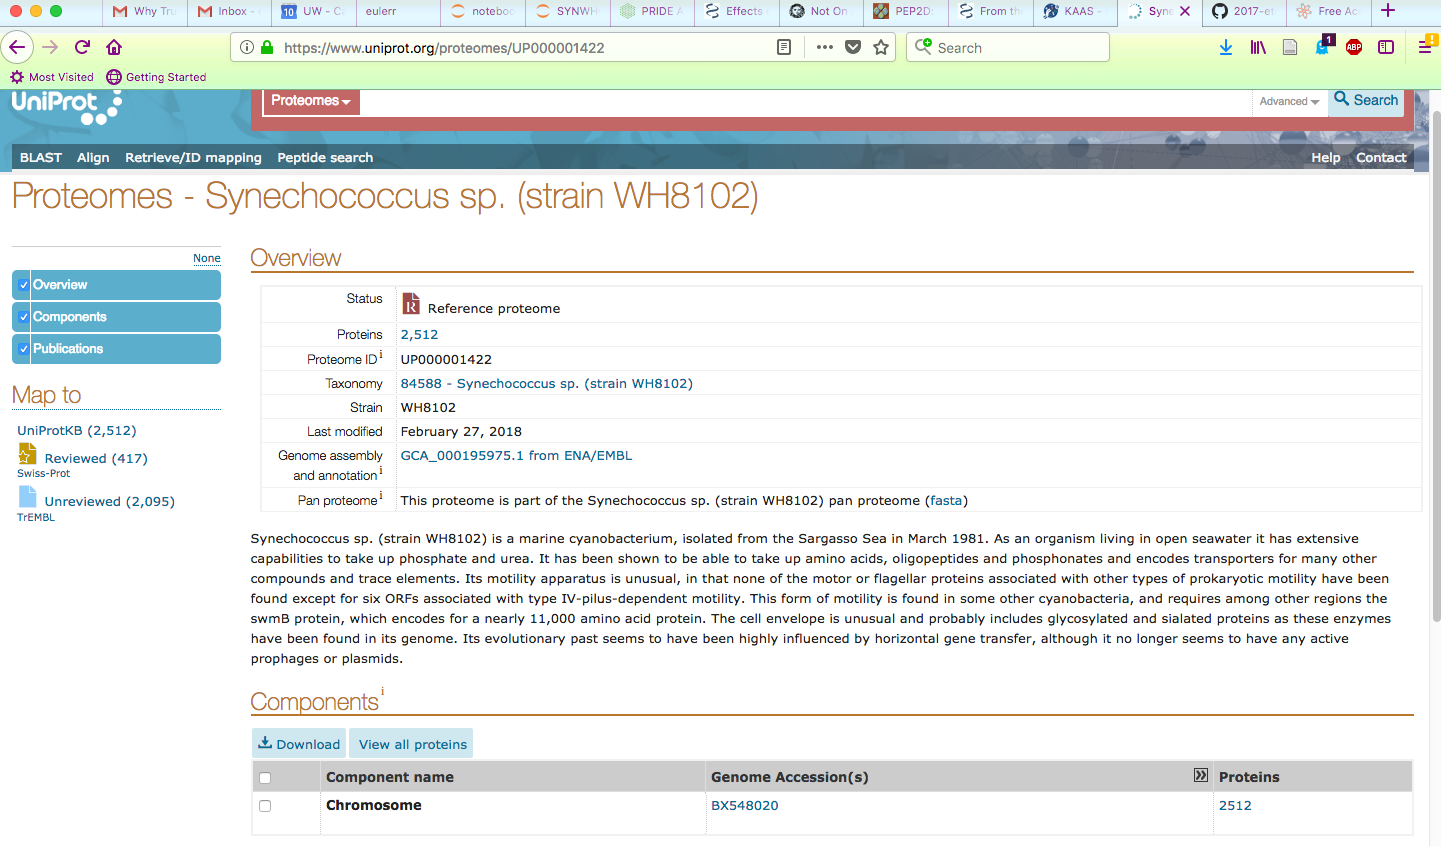 Why Tru
Inbox -
10 UW - C
eulerr
noteboo
SYNWH
PRIDE A
Effects
Not On
PEP2D:
From th
KAAS -
Syne
2017-et
Free Ac
https://www.uniprot.org/proteomes/UP000001422
Search
1
ABP
Most Visited
Getting Started
UniProt
Proteomes
Advanced
Search
BLAST Align Retrieve/ID mapping Peptide search
Help Contact
Proteomes - Synechococcus sp. (strain WH8102)
None
Overview
Components
Publications
Map to
UniProtKB (2,512)
Reviewed (417)
Swiss-Prot
Unreviewed (2,095)
TrEMBL
Overview
Status R Reference proteome
Proteins 2,512
Proteome ID i UP000001422
Taxonomy 84588 - Synechococcus sp. (strain WH8102)
Strain WH8102
Last modified February 27, 2018
Genome assembly GCA_000195975.1 from ENA/EMBL
and annotation i
Pan proteome i This proteome is part of the Synechococcus sp. (strain WH8102) pan proteome (fasta)
Synechococcus sp. (strain WH8102) is a marine cyanobacterium, isolated from the Sargasso Sea in March 1981. As an organism living in open seawater it has extensive
capabilities to take up phosphate and urea. It has been shown to be able to take up amino acids, oligopeptides and phosphonates and encodes transporters for many other
compounds and trace elements. Its motility apparatus is unusual, in that none of the motor or flagellar proteins associated with other types of prokaryotic motility have been
found except for six ORFs associated with type IV-pilus-dependent motility. This form of motility is found in some other cyanobacteria, and requires among other regions the
swmB protein, which encodes for a nearly 11,000 amino acid protein. The cell envelope is unusual and probably includes glycosylated and sialated proteins as these enzymes
have been found in its genome. Its evolutionary past seems to have been highly influenced by horizontal gene transfer, although it no longer seems to have any active
prophages or plasmids.
Components i
Download View all proteins
Component name Genome Accession(s) Proteins
Chromosome BX548020 2512